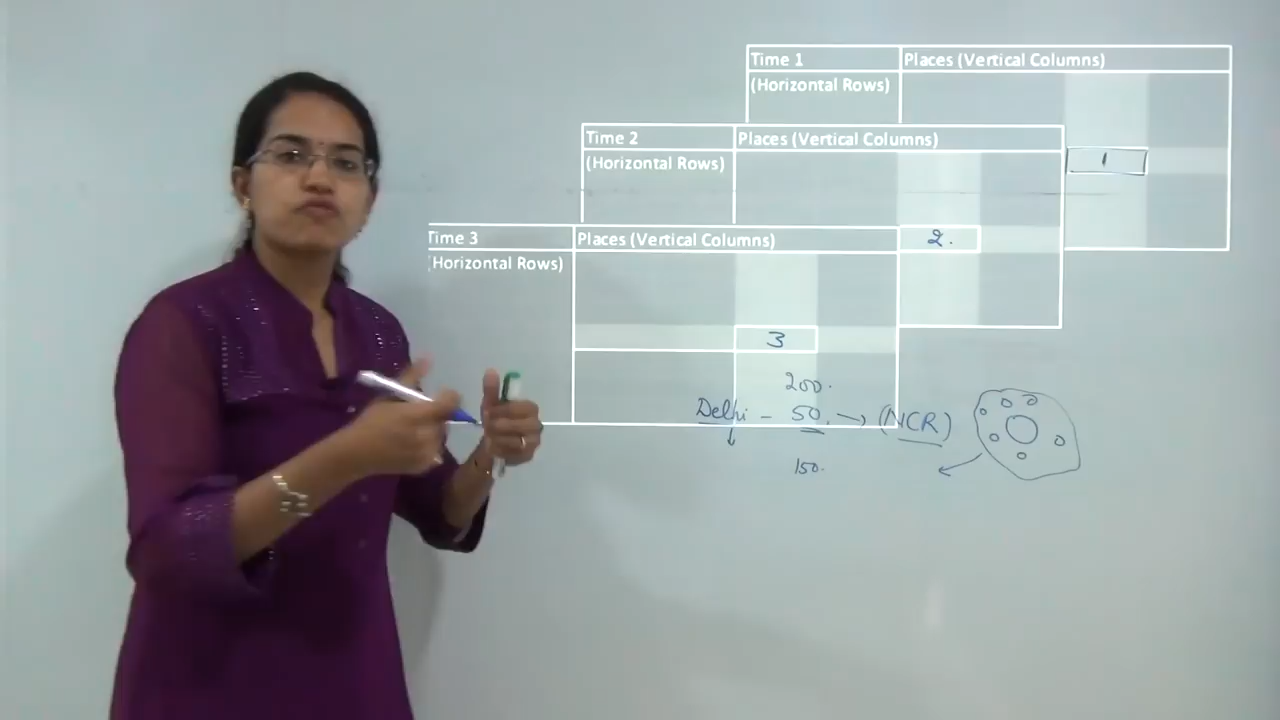 Time 1 Places (Vertical Columns)
(Horizontal Rows)
1
Time 2 Places (Vertical Columns)
(Horizontal Rows)
2.
Time 3 Places (Vertical Columns)
(Horizontal Rows)
3
200.
Delhi - 50. → (NCR)
150.